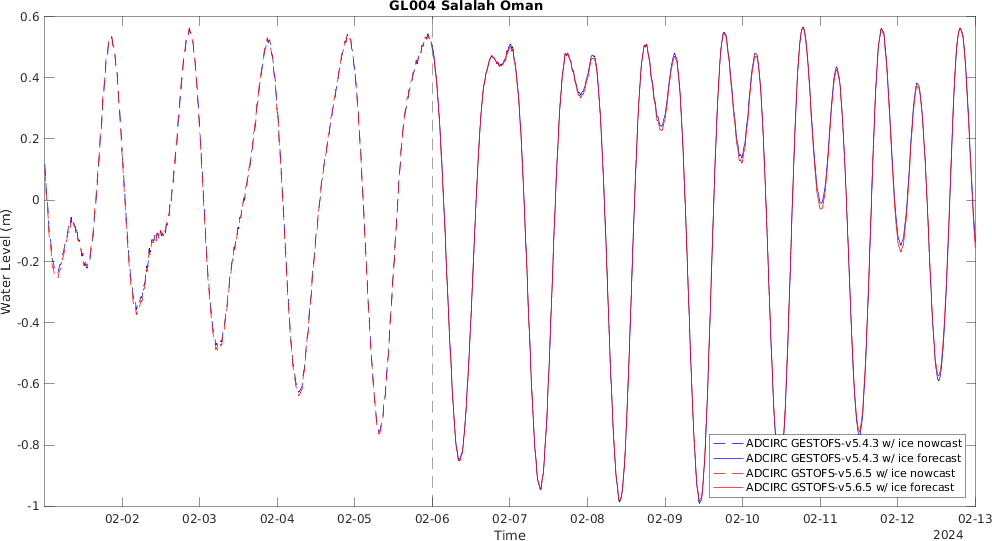 GL004 Salalah Oman
0.6
0.4
0.2
0
-0.2
-0.4
-0.6
-0.8
-1
Water Level (m)
ADCIRC GESTOFS-v5.4.3 w/ ice nowcast
ADCIRC GESTOFS-v5.4.3 w/ ice forecast
ADCIRC GSTOFS-v5.6.5 w/ ice nowcast
ADCIRC GSTOFS-v5.6.5 w/ ice forecast
02-02 02-03 02-04 02-05 02-06 02-07 02-08 02-09 02-10 02-11 02-12 02-13
Time
2024